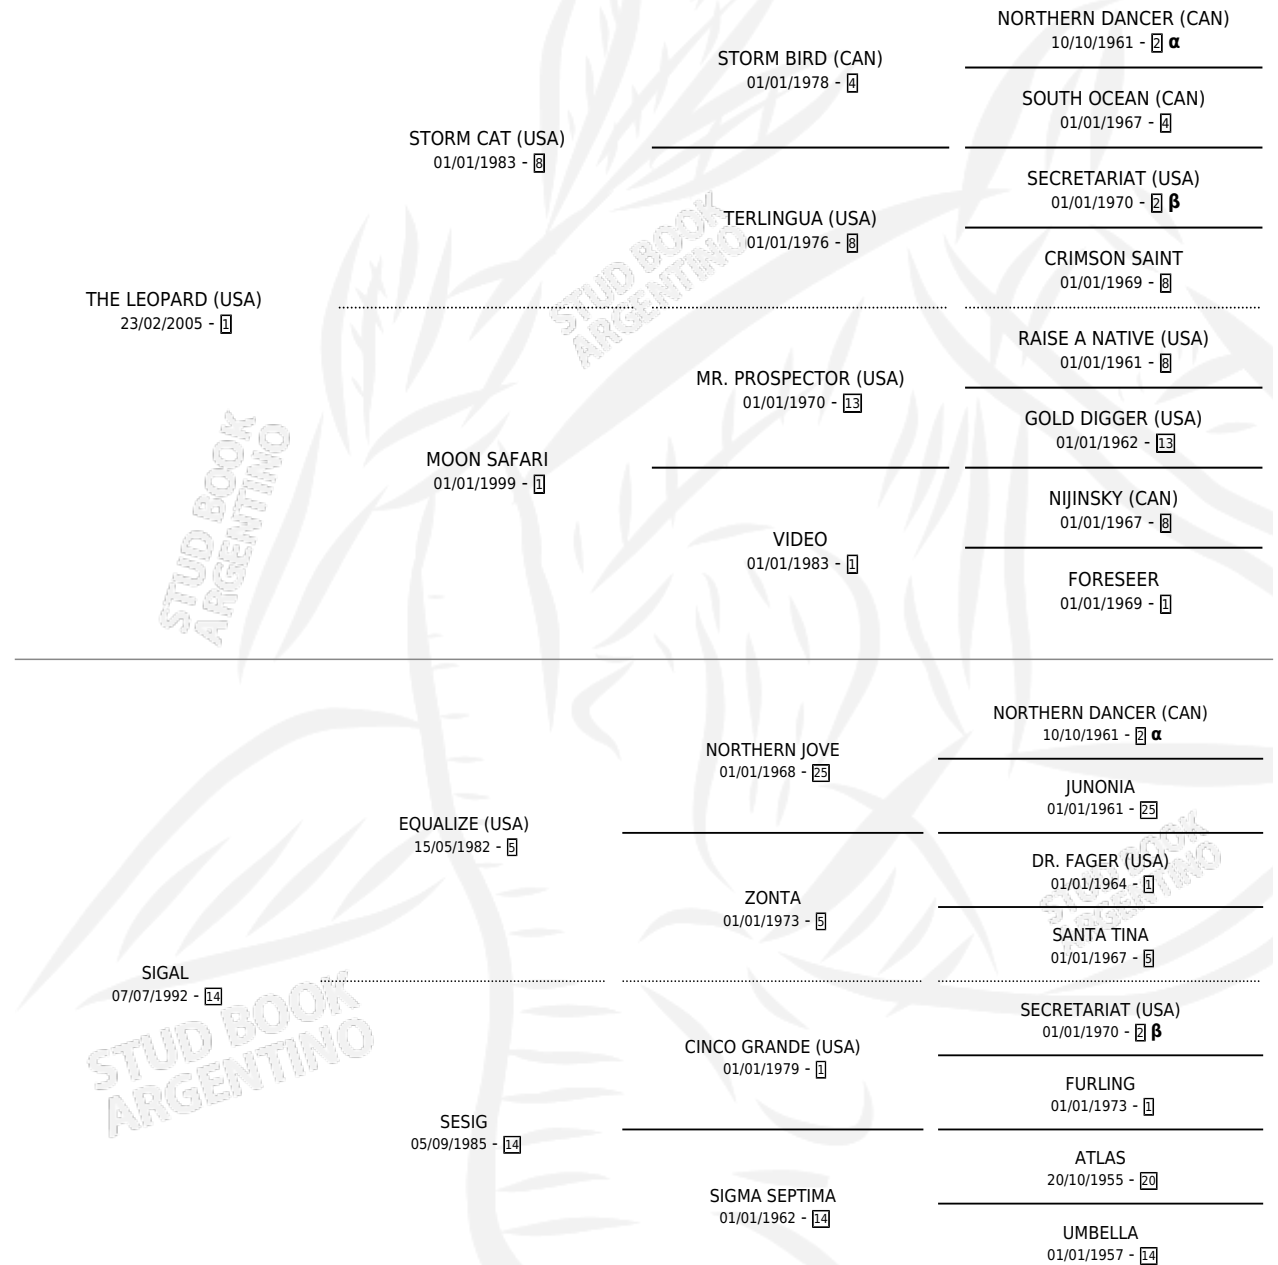 NORTHERN DANCER (CAN)
10/10/1961 - 2 α
STORM BIRD (CAN)
01/01/1978 - 4
SOUTH OCEAN (CAN)
01/01/1967 - 4
STORM CAT (USA)
01/01/1983 - 8
SECRETARIAT (USA)
01/01/1970 - 2 β
TERLINGUA (USA)
01/01/1976 - 8
CRIMSON SAINT
01/01/1969 - 8
THE LEOPARD (USA)
23/02/2005 - 1
STUD BOOK
ARGENTINO
RAISE A NATIVE (USA)
01/01/1961 - 8
MR. PROSPECTOR (USA)
01/01/1970 - 13
GOLD DIGGER (USA)
01/01/1962 - 13
MOON SAFARI
01/01/1999 - 1
NIJINSKY (CAN)
01/01/1967 - 8
VIDEO
01/01/1983 - 1
FORESEER
01/01/1969 - 1
STUD BOOK
ARGENTINO
NORTHERN DANCER (CAN)
10/10/1961 - 2 α
NORTHERN JOVE
01/01/1968 - 25
JUNONIA
01/01/1961 - 25
EQUALIZE (USA)
15/05/1982 - 5
DR. FAGER (USA)
01/01/1964 - 1
ZONTA
01/01/1973 - 5
SANTA TINA
01/01/1967 - 5
STUD BOOK
ARGENTINO
SIGAL
07/07/1992 - 14
SECRETARIAT (USA)
01/01/1970 - 2 β
CINCO GRANDE (USA)
01/01/1979 - 1
FURLING
01/01/1973 - 1
STUD BOOK
ARGENTINO
SESIG
05/09/1985 - 14
ATLAS
20/10/1955 - 20
SIGMA SEPTIMA
01/01/1962 - 14
UMBELLA
01/01/1957 - 14